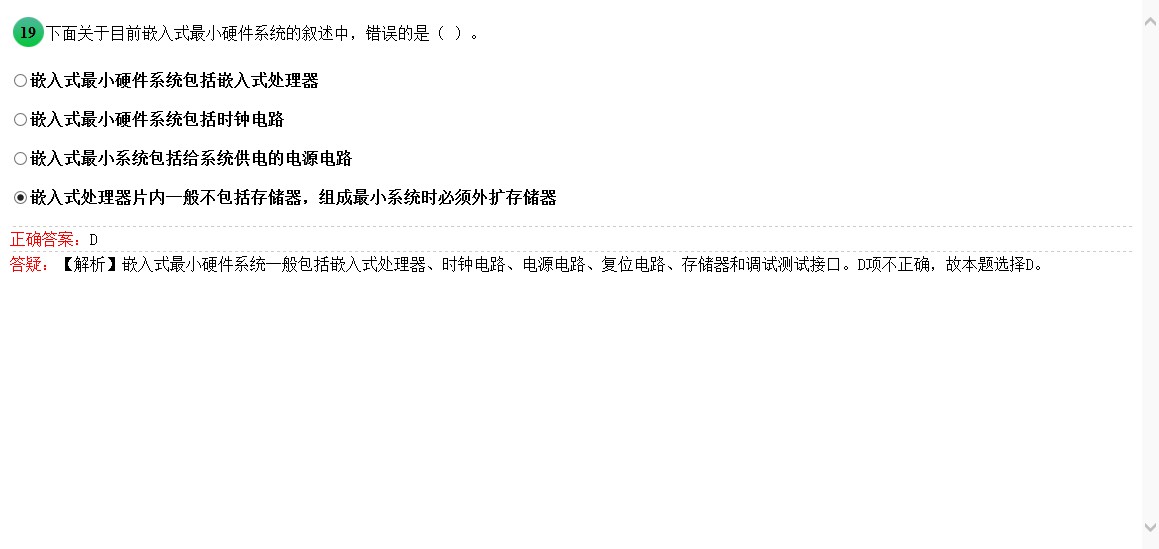 19 下面关于目前嵌入式最小硬件系统的叙述中，错误的是（ ）。
嵌入式最小硬件系统包括嵌入式处理器
嵌入式最小硬件系统包括时钟电路
嵌入式最小系统包括给系统供电的电源电路
嵌入式处理器片内一般不包括存储器，组成最小系统时必须外扩存储器
正确答案：D
答疑：【解析】嵌入式最小硬件系统一般包括嵌入式处理器、时钟电路、电源电路、复位电路、存储器和调试测试接口。D项不正确，故本题选择D。